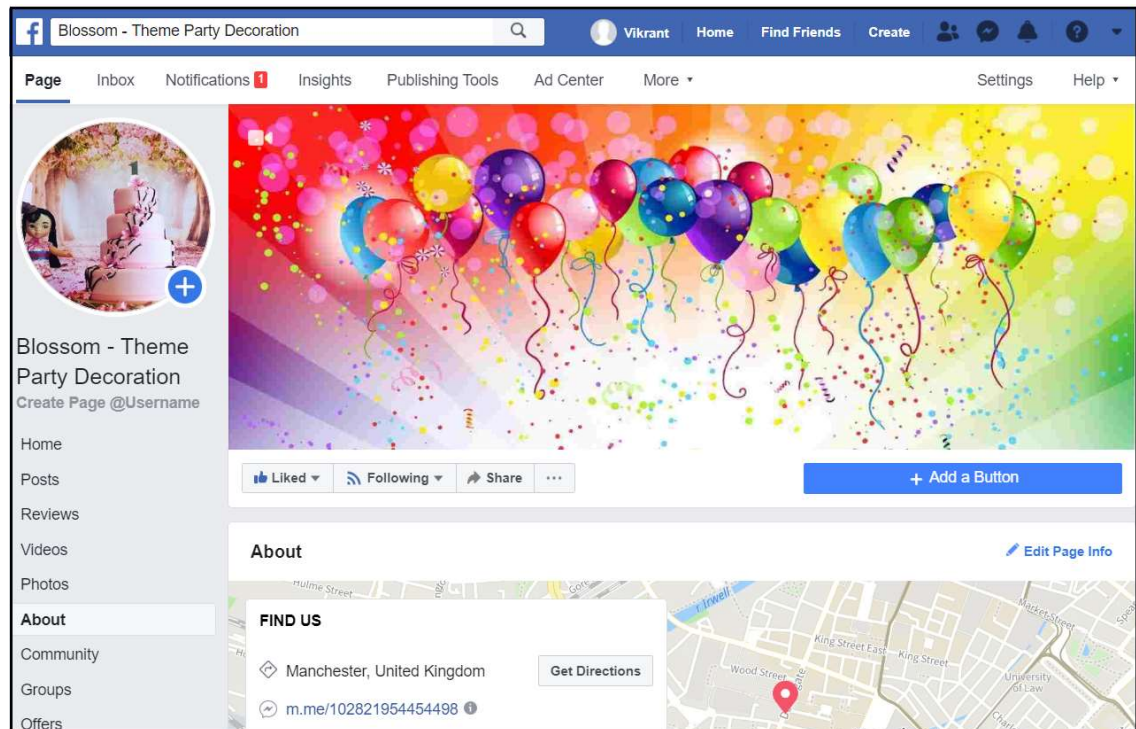 f Blossom - Theme Party Decoration Vikrant Home Find Friends Create ?
Page Inbox Notifications 1 Insights Publishing Tools Ad Center More Settings Help
1
Blossom - Theme
Party Decoration
Create Page @Username
Home
Posts
Reviews
Videos
Photos
About
Community
Groups
Offers
Liked Following Share ...
+ Add a Button
About Edit Page Info
Hulme Street
r. Irwell
Market Street
King Street East
King Street
Wood Street
University
of Law
FIND US
Manchester, United Kingdom Get Directions
m.me/102821954454498